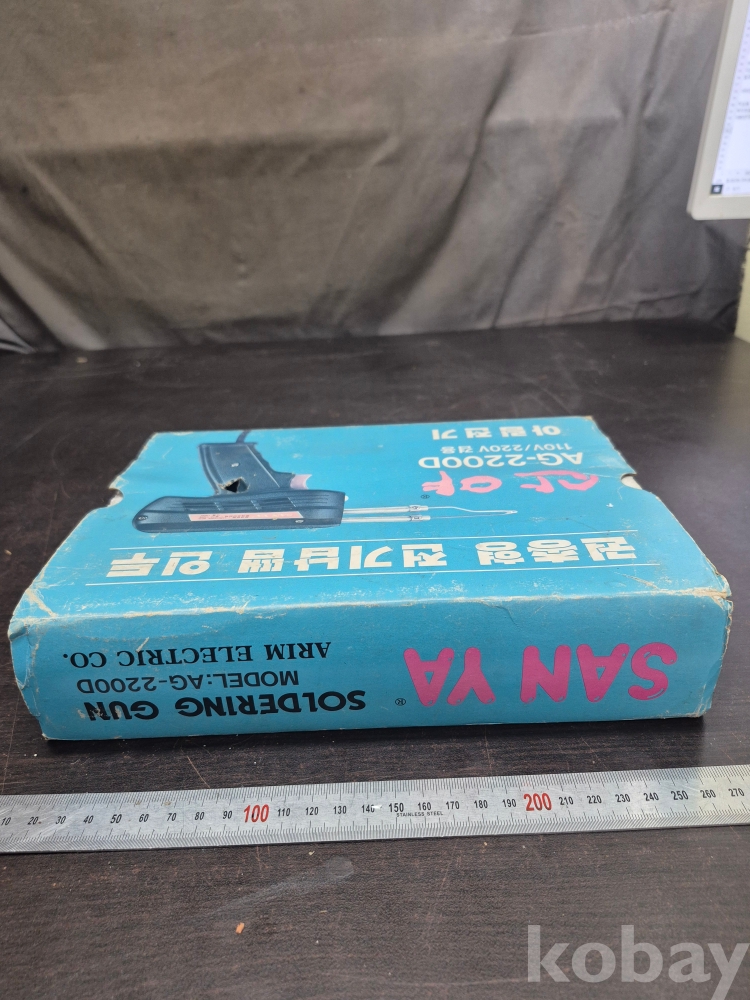 권총형 전기납땜 인두
산야®
AG-2200D
110V/220V 겸용
아림전기
SAN YA®
SOLDERING GUN
MODEL:AG-2200D
ARIM ELECTRIC CO.
10 20 30 40 50 60 70 80 90 100 110 120 130 140 150 160 170 180 190 200 210 220 230 240 250 260 270
STAINLESS STEEL
kobay